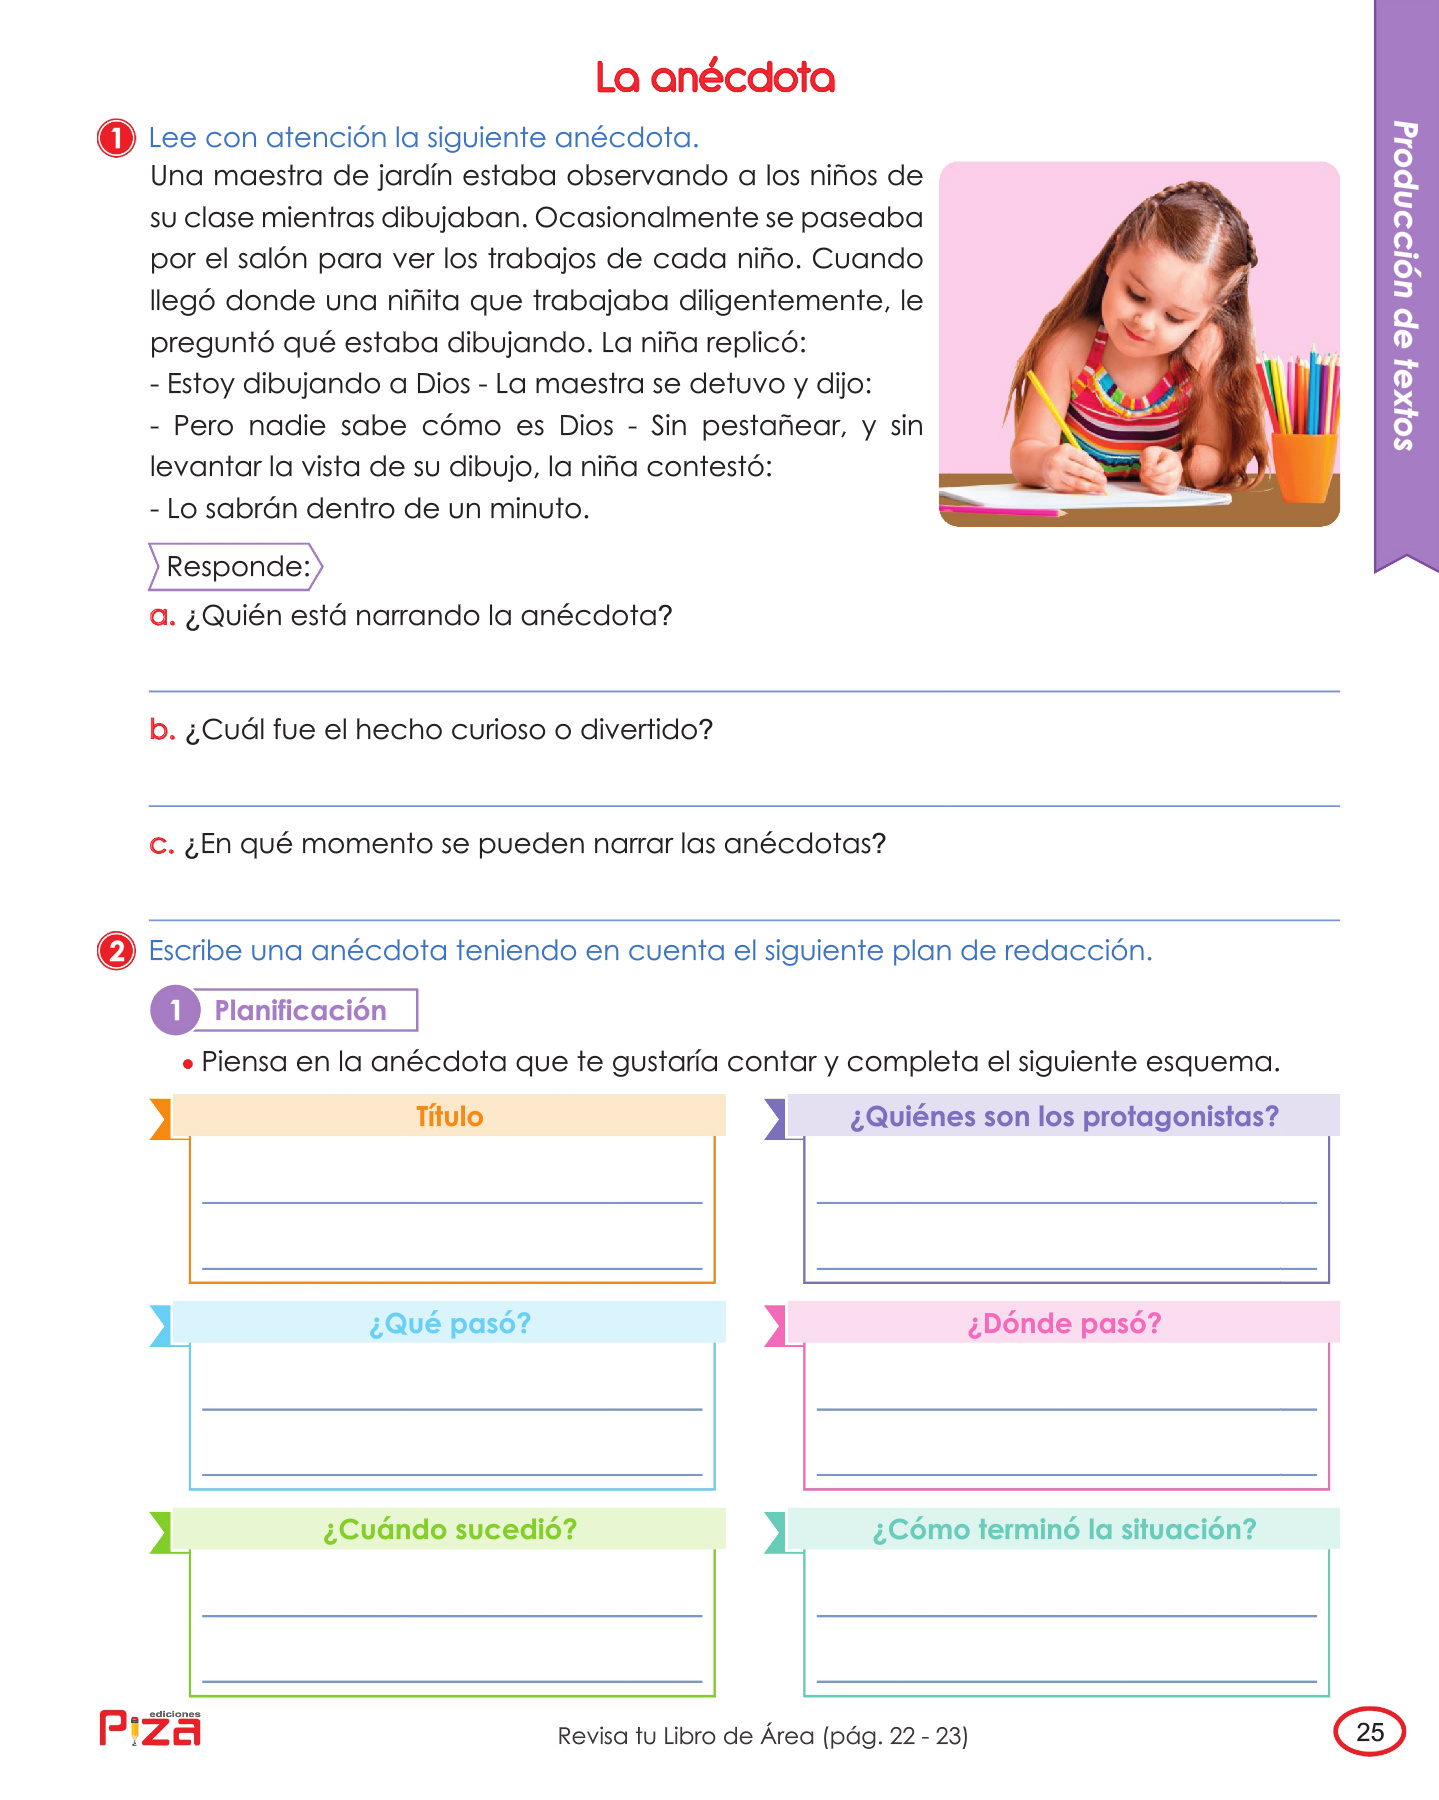 La anécdota
Producción de textos
1 Lee con atención la siguiente anécdota.
Una maestra de jardín estaba observando a los niños de
su clase mientras dibujaban. Ocasionalmente se paseaba
por el salón para ver los trabajos de cada niño. Cuando
llegó donde una niñita que trabajaba diligentemente, le
preguntó qué estaba dibujando. La niña replicó:
- Estoy dibujando a Dios - La maestra se detuvo y dijo:
- Pero nadie sabe cómo es Dios - Sin pestañear, y sin
levantar la vista de su dibujo, la niña contestó:
- Lo sabrán dentro de un minuto.
Responde:
a. ¿Quién está narrando la anécdota?
b. ¿Cuál fue el hecho curioso o divertido?
c. ¿En qué momento se pueden narrar las anécdotas?
2 Escribe una anécdota teniendo en cuenta el siguiente plan de redacción.
1 Planificación
• Piensa en la anécdota que te gustaría contar y completa el siguiente esquema.
Título
¿Quiénes son los protagonistas?
¿Qué pasó?
¿Dónde pasó?
¿Cuándo sucedió?
¿Cómo terminó la situación?
ediciones
Piza
Revisa tu Libro de Área (pág. 22 - 23)
25